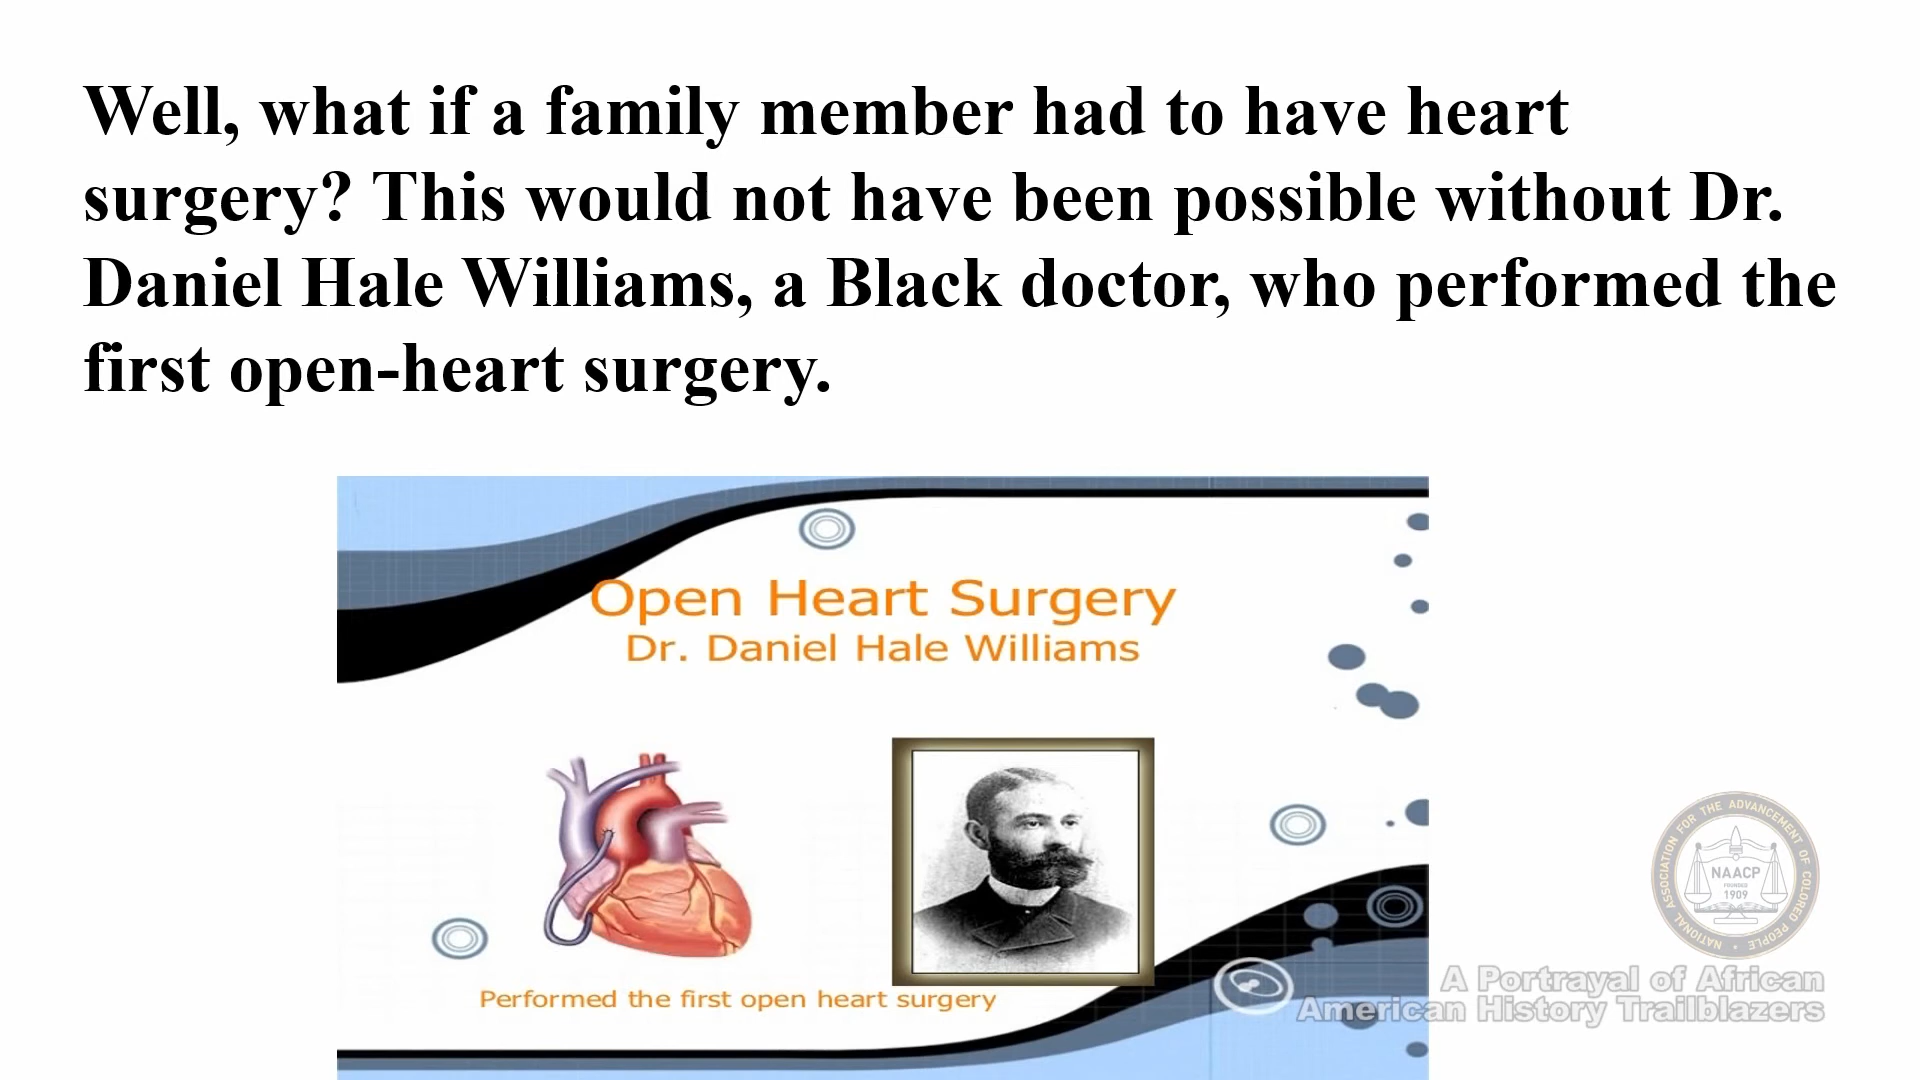 Well, what if a family member had to have heart
surgery? This would not have been possible without Dr.
Daniel Hale Williams, a Black doctor, who performed the
first open-heart surgery.
Open Heart Surgery
Dr. Daniel Hale Williams
Performed the first open heart surgery
NATIONAL ASSOCIATION FOR THE ADVANCEMENT OF COLORED PEOPLE
NAACP
FOUNDED
1909
A Portrayal of African
American History Trailblazers